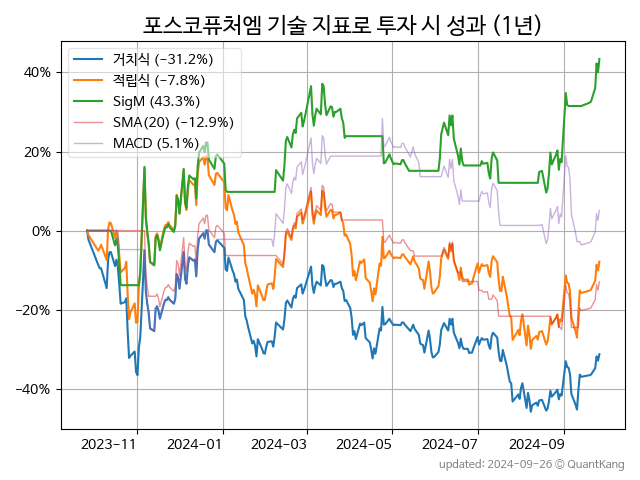 포스코퓨처엠 기술 지표로 투자 시 성과 (1년)
거치식 (−31.2%)
적립식 (−7.8%)
SigM (43.3%)
SMA(20) (−12.9%)
MACD (5.1%)
40%
20%
0%
−20%
−40%
2023-11 2024-01 2024-03 2024-05 2024-07 2024-09
updated: 2024-09-26 © QuantKang